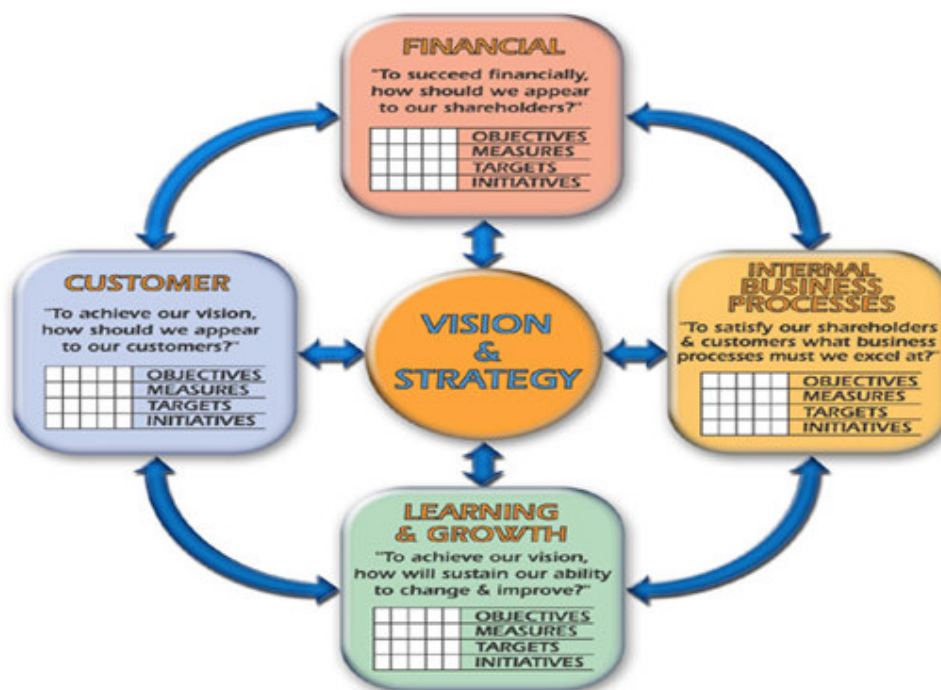 FINANCIAL
"To succeed financially,
how should we appear
to our shareholders?"
OBJECTIVES
MEASURES
TARGETS
INITIATIVES
CUSTOMER
"To achieve our vision,
how should we appear
to our customers?"
OBJECTIVES
MEASURES
TARGETS
INITIATIVES
VISION
&
STRATEGY
INTERNAL
BUSINESS
PROCESSES
"To satisfy our shareholders
& customers what business
processes must we excel at?"
OBJECTIVES
MEASURES
TARGETS
INITIATIVES
LEARNING
& GROWTH
"To achieve our vision,
how will sustain our ability
to change & improve?"
OBJECTIVES
MEASURES
TARGETS
INITIATIVES